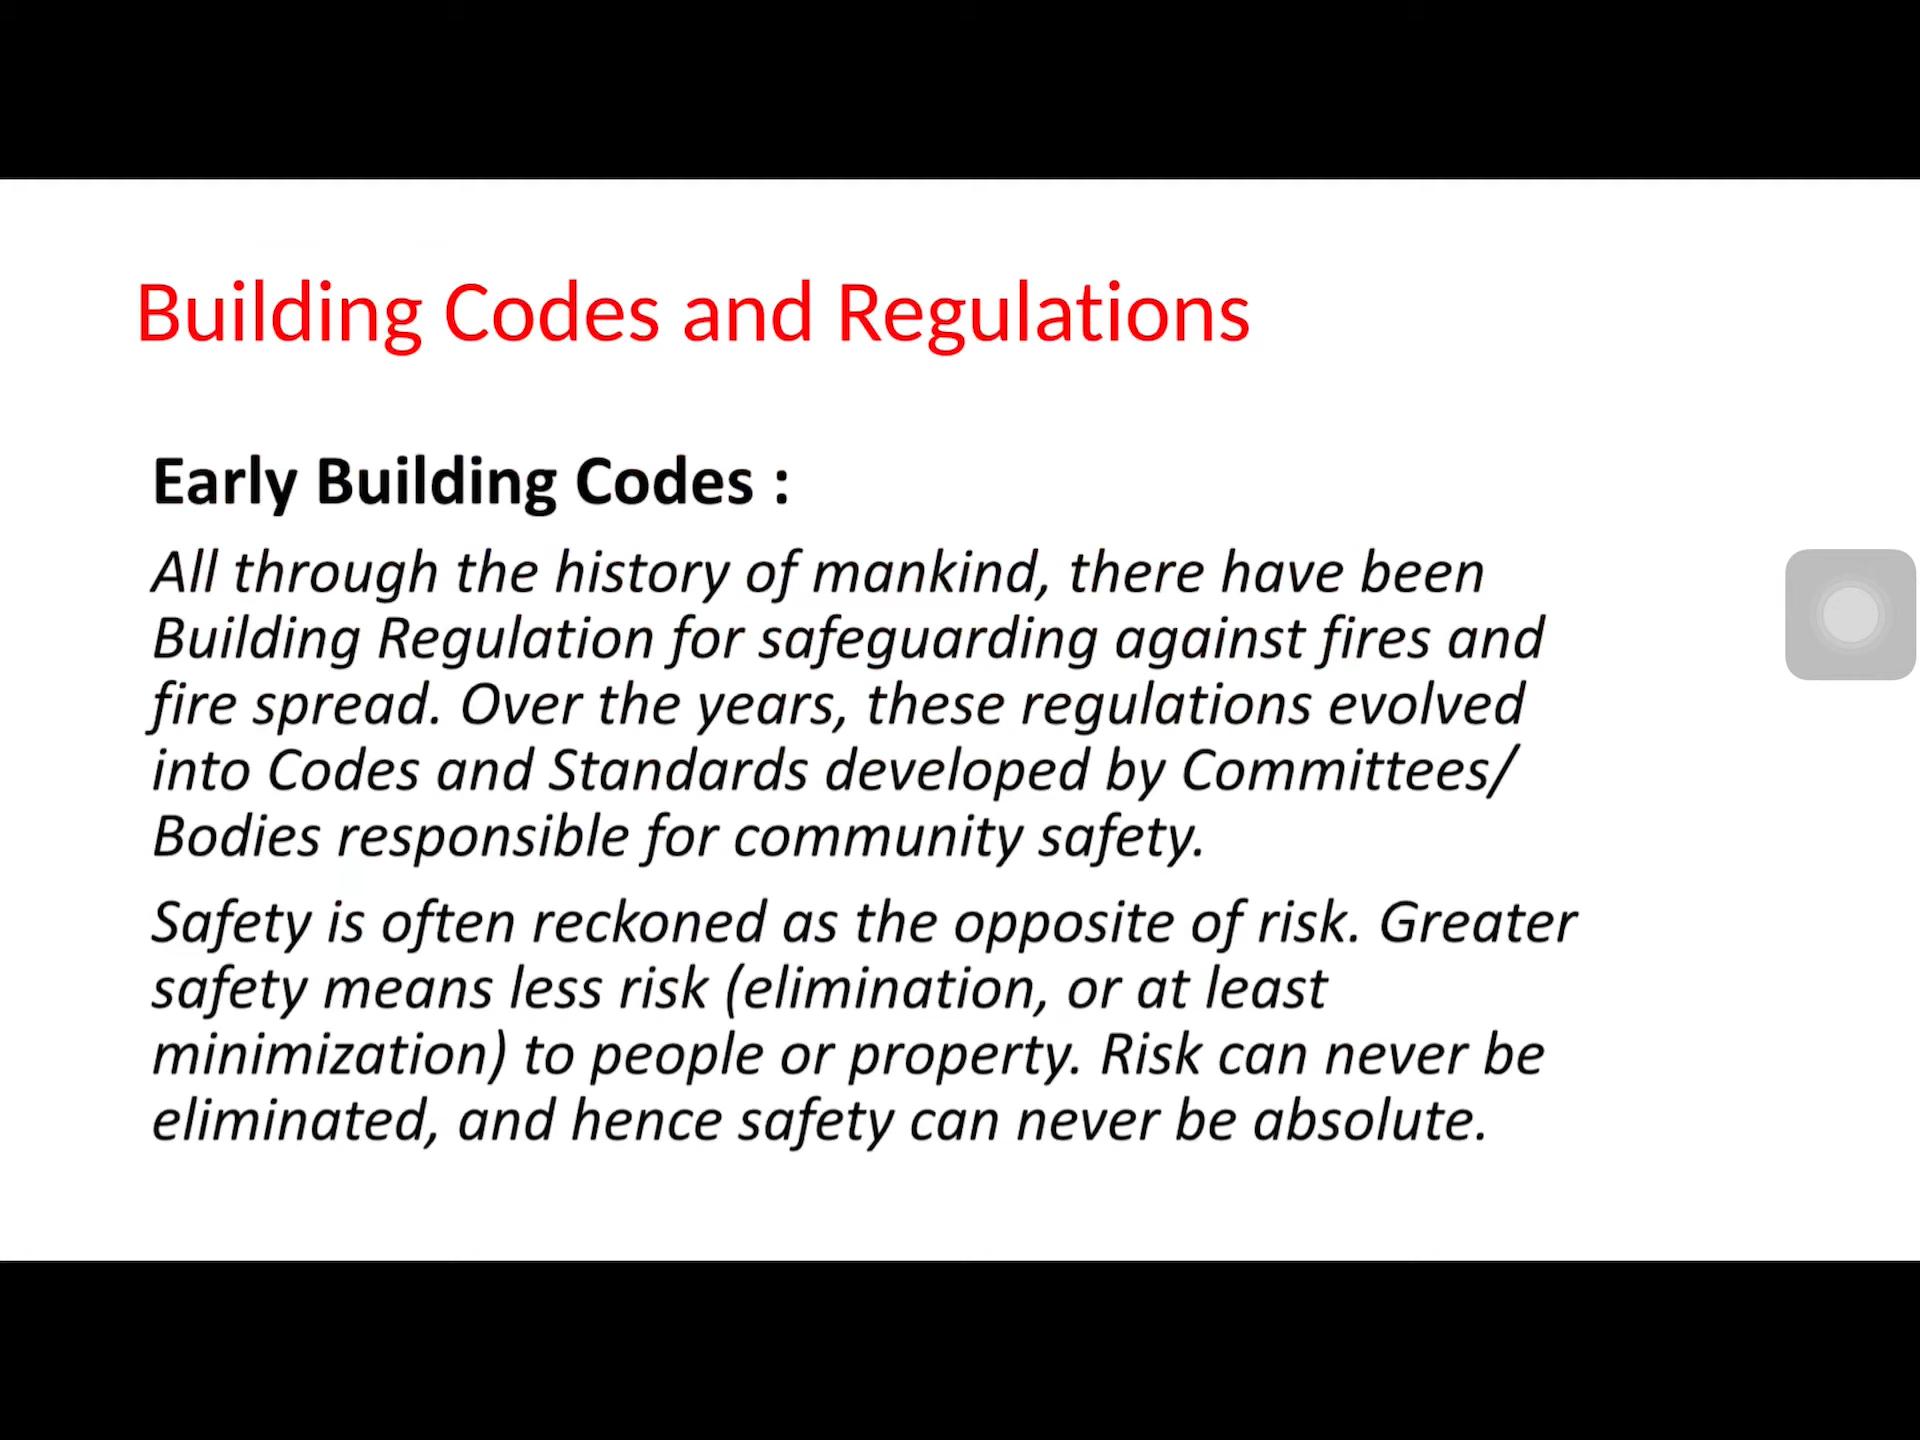 Building Codes and Regulations
Early Building Codes :
All through the history of mankind, there have been
Building Regulation for safeguarding against fires and
fire spread. Over the years, these regulations evolved
into Codes and Standards developed by Committees/
Bodies responsible for community safety.
Safety is often reckoned as the opposite of risk. Greater
safety means less risk (elimination, or at least
minimization) to people or property. Risk can never be
eliminated, and hence safety can never be absolute.